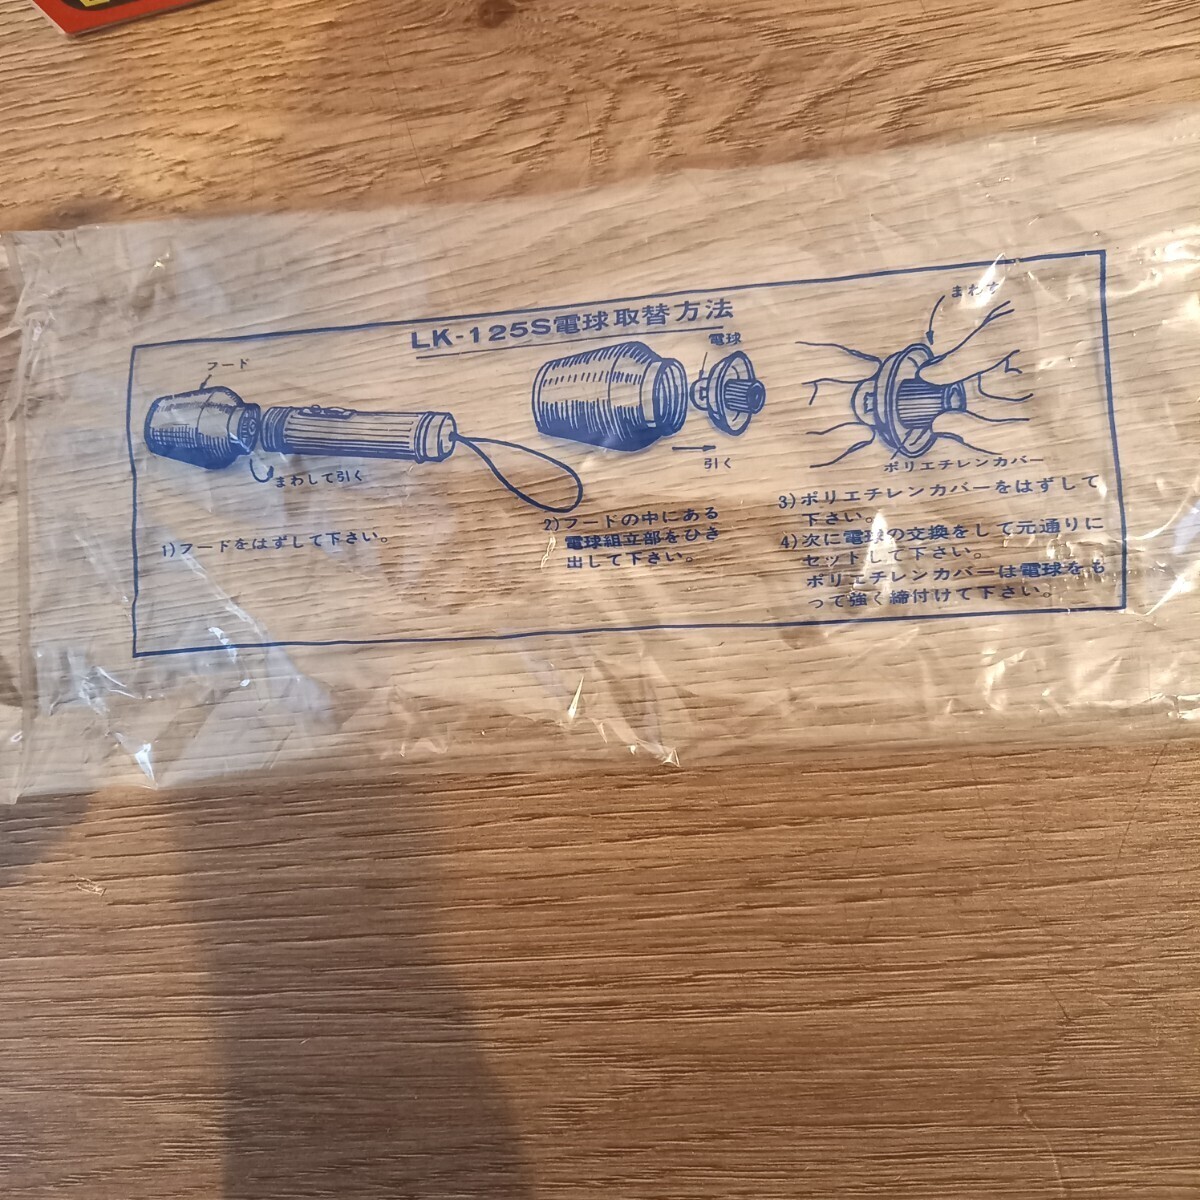 LK-125S電球取替方法
フード
まわして引く
1)フードをはずして下さい。
電球
引く
2)フードの中にある
電球組立部をひき
出して下さい。
まわす
ポリエチレンカバー
3)ポリエチレンカバーをはずして
下さい。
4)次に電球の交換をして元通りに
セットして下さい。
ポリエチレンカバーは電球をも
って強く締付けて下さい。